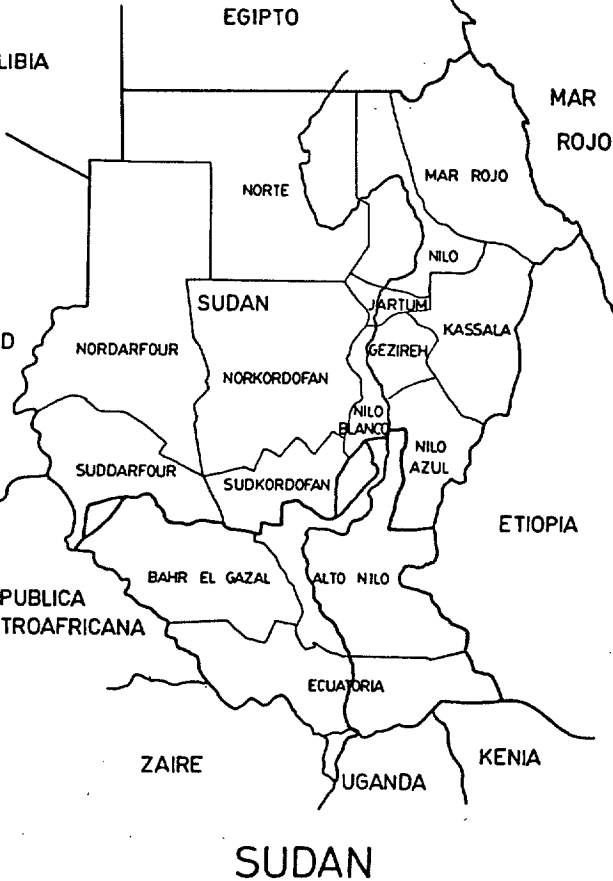 EGIPTO
LIBIA
MAR
ROJO
MAR ROJO
NORTE
NILO
SUDAN
JARTUM
KASSALA
D
NORDARFOUR
GEZIREH
NORKORDOFAN
NILO
BLANCO
NILO
AZUL
SUDDARFOUR
SUDKORDOFAN
ETIOPIA
BAHR EL GAZAL
ALTO NILO
PUBLICA
TROAFRICANA
ECUATORIA
ZAIRE
KENIA
UGANDA
SUDAN